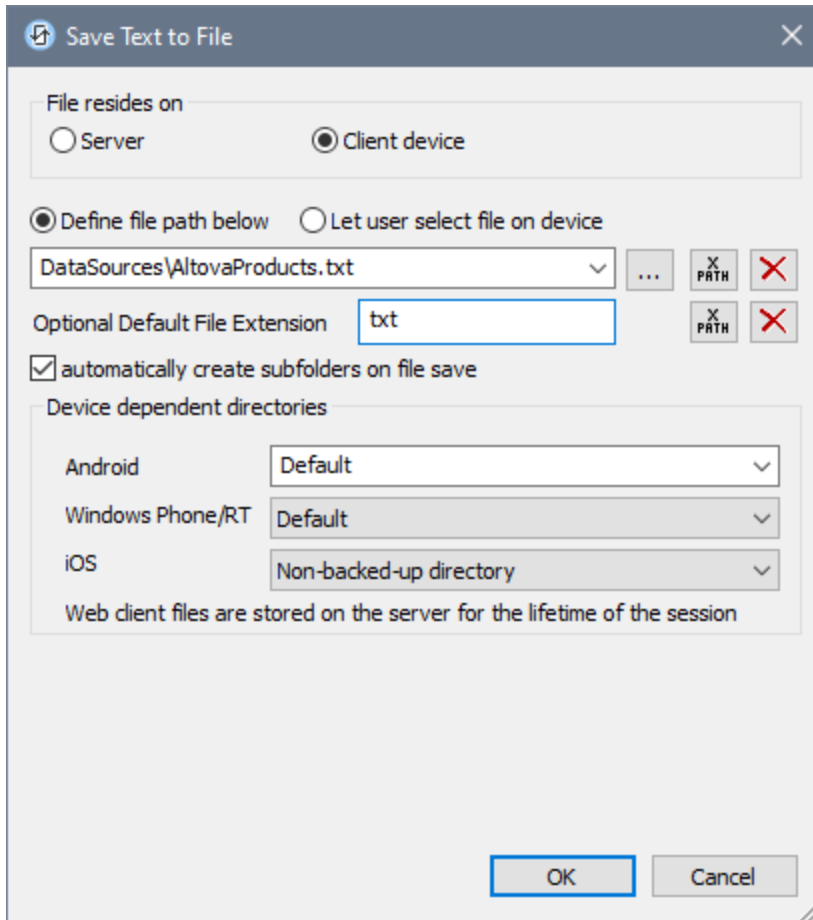 Save Text to File
File resides on
Server Client device
Define file path below Let user select file on device
DataSources\AltovaProducts.txt ... X PATH
Optional Default File Extension txt X PATH
automatically create subfolders on file save
Device dependent directories
Android Default
Windows Phone/RT Default
iOS Non-backed-up directory
Web client files are stored on the server for the lifetime of the session
OK Cancel